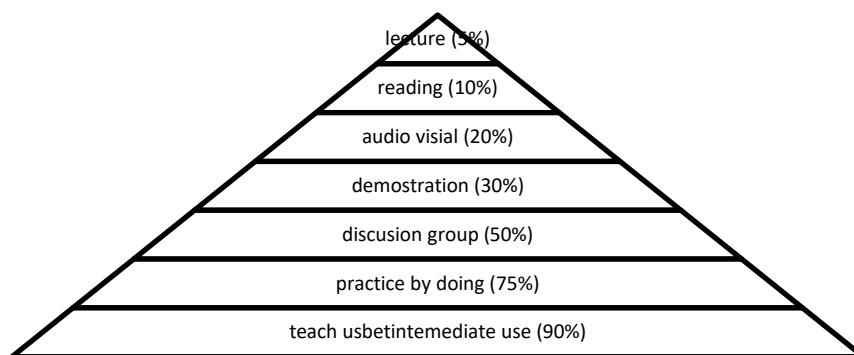 lecture (5%)
reading (10%)
audio visial (20%)
demostration (30%)
discusion group (50%)
practice by doing (75%)
teach usbetintemediate use (90%)